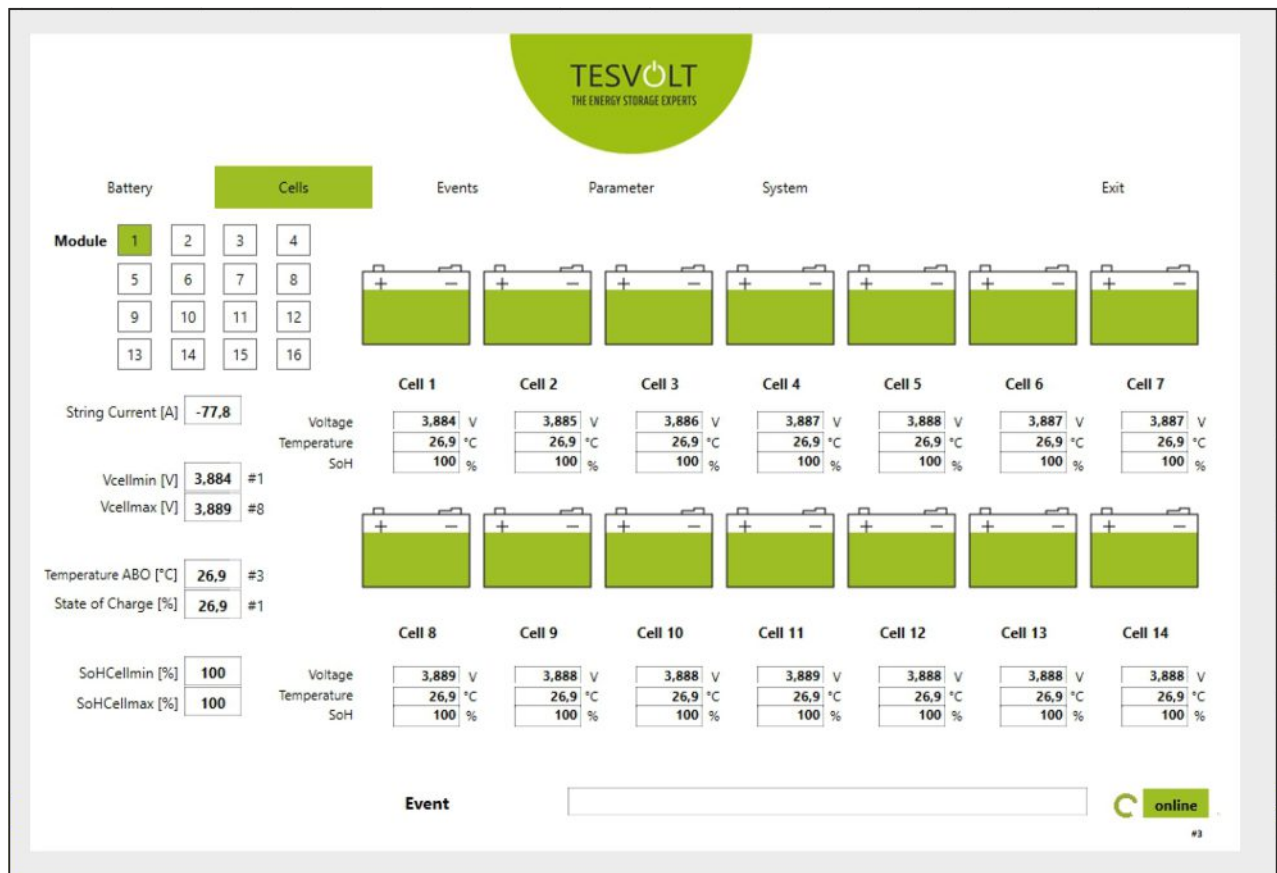 TESVOLT
THE ENERGY STORAGE EXPERTS
Battery Cells Events Parameter System Exit
Module 1 2 3 4
5 6 7 8
9 10 11 12
13 14 15 16
+ − + − + − + − + − + − + −
Cell 1 Cell 2 Cell 3 Cell 4 Cell 5 Cell 6 Cell 7
String Current [A] -77,8
Voltage 3,884 V 3,885 V 3,886 V 3,887 V 3,888 V 3,887 V 3,887 V
Temperature 26,9 °C 26,9 °C 26,9 °C 26,9 °C 26,9 °C 26,9 °C 26,9 °C
SoH 100 % 100 % 100 % 100 % 100 % 100 % 100 %
Vcellmin [V] 3,884 #1
Vcellmax [V] 3,889 #8
+ − + − + − + − + − + − + −
Temperature ABO [°C] 26,9 #3
State of Charge [%] 26,9 #1
Cell 8 Cell 9 Cell 10 Cell 11 Cell 12 Cell 13 Cell 14
SoHCellmin [%] 100
SoHCellmax [%] 100
Voltage 3,889 V 3,888 V 3,888 V 3,889 V 3,888 V 3,888 V 3,888 V
Temperature 26,9 °C 26,9 °C 26,9 °C 26,9 °C 26,9 °C 26,9 °C 26,9 °C
SoH 100 % 100 % 100 % 100 % 100 % 100 % 100 %
Event
online
#3